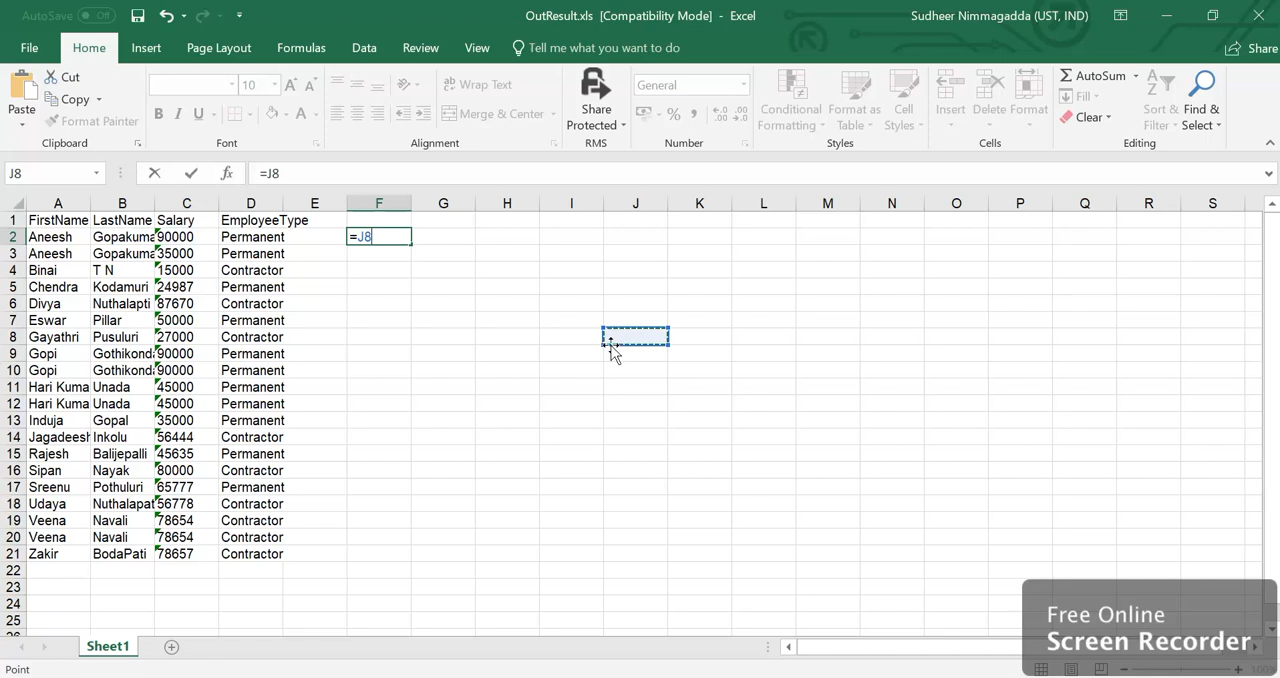 AutoSave Off OutResult.xls [Compatibility Mode] - Excel Sudheer Nimmagadda (UST, IND)
File Home Insert Page Layout Formulas Data Review View Tell me what you want to do Share
Paste Cut 10 A A Wrap Text General AutoSum
Copy Share Conditional Format as Cell Insert Delete Format Fill Sort & Find &
Format Painter B I U A Merge & Center Protected % , Formatting Table Styles Clear Filter Select
Clipboard Font Alignment RMS Number Styles Cells Editing
J8 fx =J8
A B C D E F G H I J K L M N O P Q R S
1 FirstName LastName Salary EmployeeType
2 Aneesh Gopakuma 90000 Permanent =J8
3 Aneesh Gopakuma 35000 Permanent
4 Binai T N 15000 Contractor
5 Chendra Kodamuri 24987 Permanent
6 Divya Nuthalapti 87670 Contractor
7 Eswar Pillar 50000 Permanent
8 Gayathri Pusuluri 27000 Contractor
9 Gopi Gothikonda 90000 Permanent
10 Gopi Gothikonda 90000 Permanent
11 Hari Kuma Unada 45000 Permanent
12 Hari Kuma Unada 45000 Permanent
13 Induja Gopal 35000 Permanent
14 Jagadeesh Inkolu 56444 Contractor
15 Rajesh Balijepalli 45635 Permanent
16 Sipan Nayak 80000 Contractor
17 Sreenu Pothuluri 65777 Permanent
18 Udaya Nuthalapat 56778 Contractor
19 Veena Navali 78654 Contractor
20 Veena Navali 78654 Contractor
21 Zakir BodaPati 78657 Contractor
22
23
24
25
Free Online
Screen Recorder
Sheet1
Point 100%